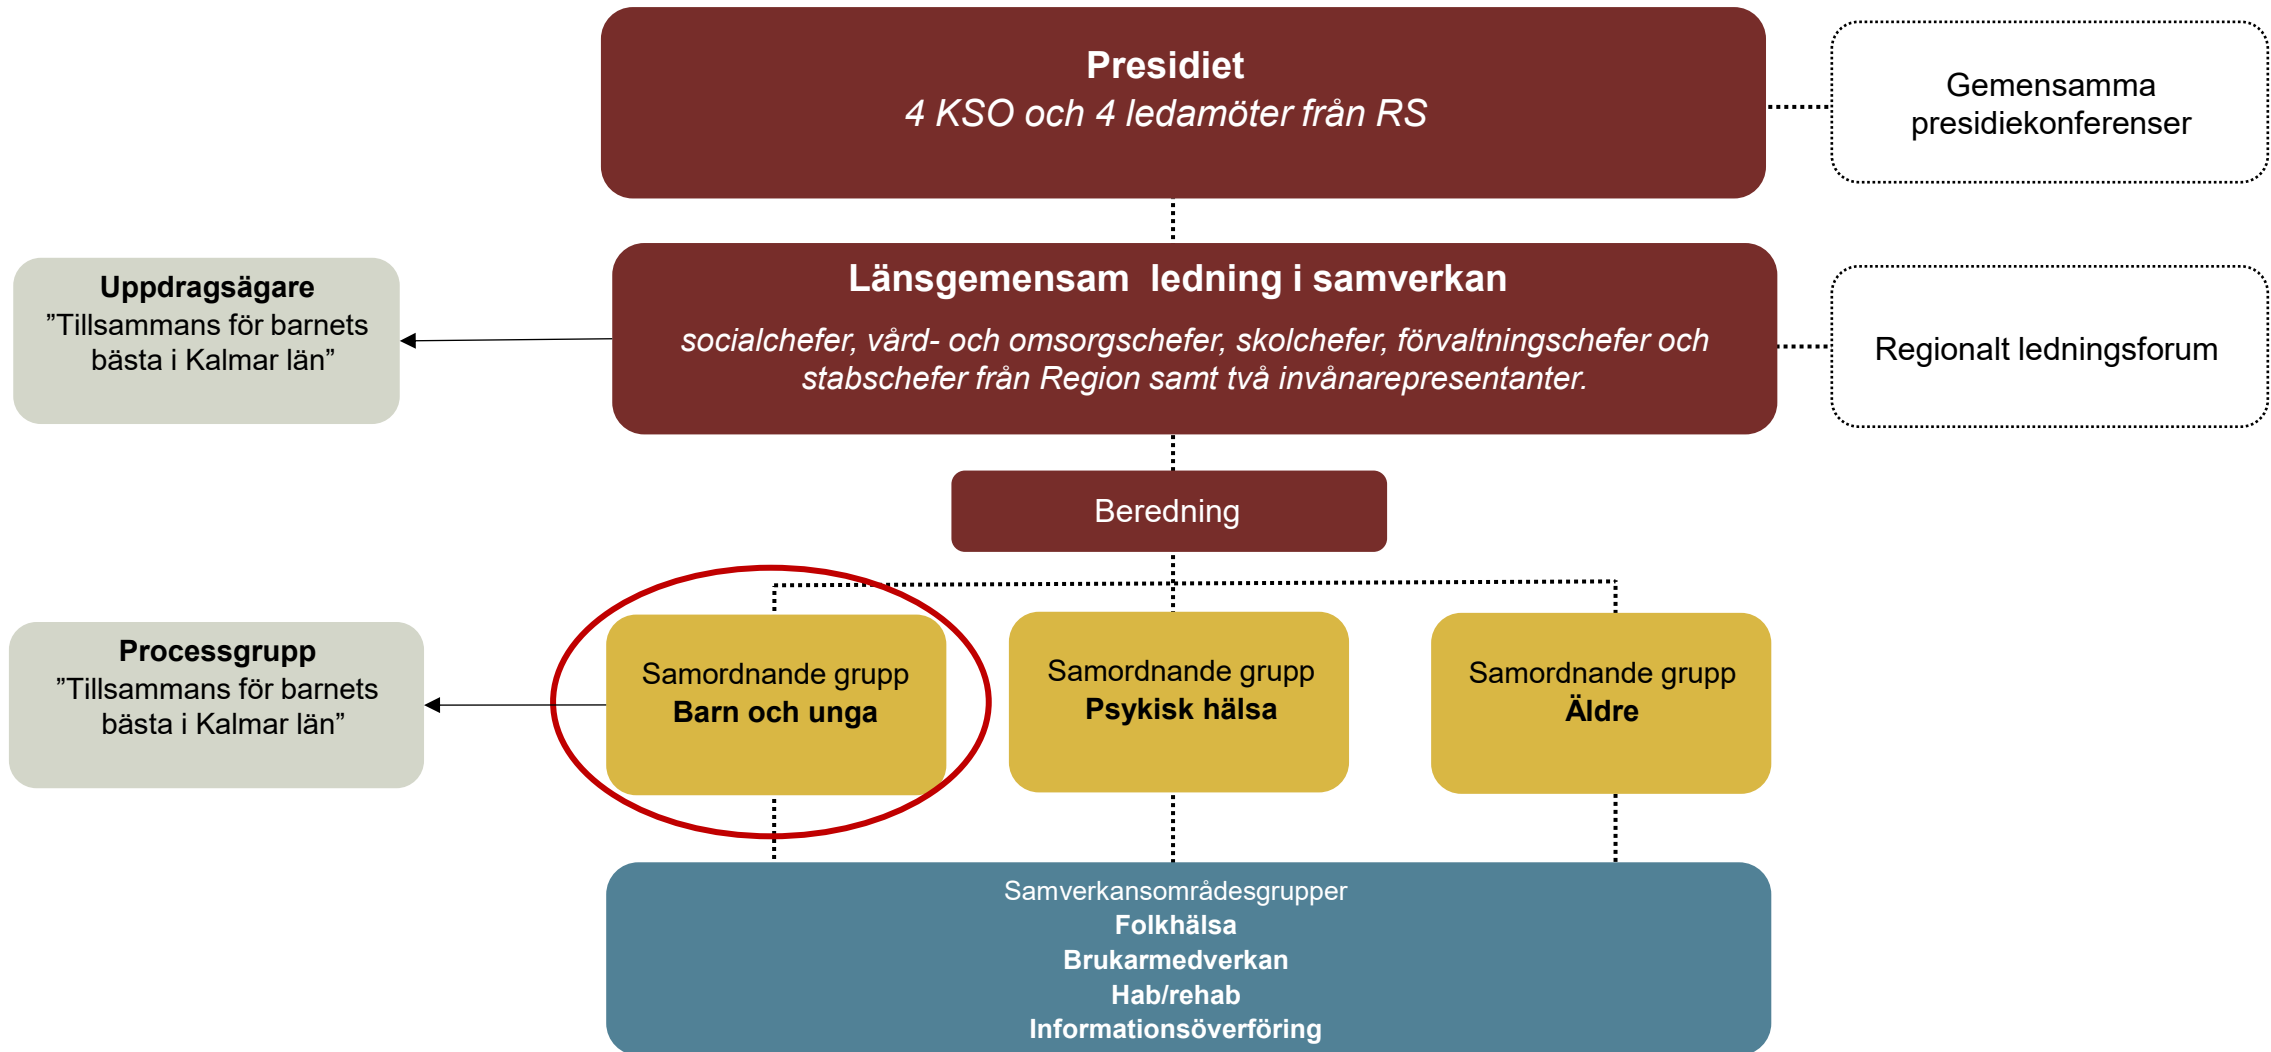 Presidiet
4 KSO och 4 ledamöter från RS
Gemensamma
presidiekonferenser
Uppdragsägare
”Tillsammans för barnets
bästa i Kalmar län”
Länsgemensam ledning i samverkan
socialchefer, vård- och omsorgschefer, skolchefer, förvaltningschefer och
stabschefer från Region samt två invånarepresentanter.
Regionalt ledningsforum
Beredning
Processgrupp
”Tillsammans för barnets
bästa i Kalmar län”
Samordnande grupp
Barn och unga
Samordnande grupp
Psykisk hälsa
Samordnande grupp
Äldre
Samverkansområdesgrupper
Folkhälsa
Brukarmedverkan
Hab/rehab
Informationsöverföring